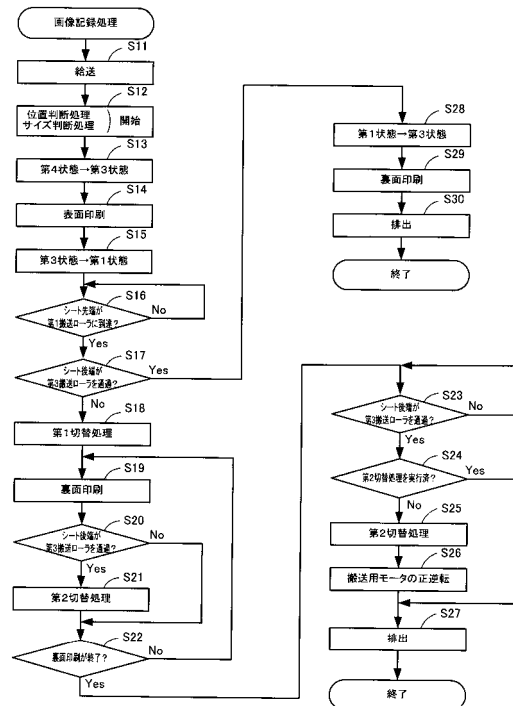 画像記録処理
S11
給送
S12
位置判断処理
サイズ判断処理
開始
S13
第4状態→第3状態
S14
表面印刷
S15
第3状態→第1状態
S16
シート先端が
第1搬送ローラに到達?
No
Yes
S17
シート後端が
第3搬送ローラを通過?
Yes
No
S18
第1切替処理
S19
裏面印刷
S20
シート後端が
第3搬送ローラを通過?
No
Yes
S21
第2切替処理
S22
裏面印刷が終了?
No
Yes
S28
第1状態→第3状態
S29
裏面印刷
S30
排出
終了
S23
シート後端が
第3搬送ローラを通過?
No
Yes
S24
第2切替処理を実行済?
Yes
No
S25
第2切替処理
S26
搬送用モータの正逆転
S27
排出
終了